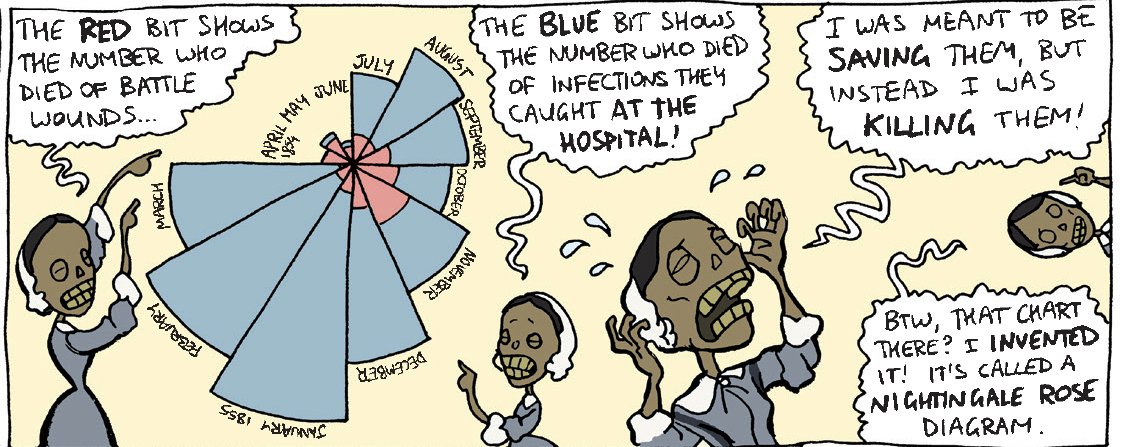 THE RED BIT SHOWS
THE NUMBER WHO
DIED OF BATTLE
WOUNDS...
APRIL
1854
MAY
JUNE
JULY
AUGUST
SEPTEMBER
OCTOBER
NOVEMBER
DECEMBER
JANUARY 1855
FEBRUARY
MARCH
THE BLUE BIT SHOWS
THE NUMBER WHO DIED
OF INFECTIONS THEY
CAUGHT AT THE
HOSPITAL!
I WAS MEANT TO BE
SAVING THEM, BUT
INSTEAD I WAS
KILLING THEM!
BTW, THAT CHART
THERE? I INVENTED
IT! IT'S CALLED A
NIGHTINGALE ROSE
DIAGRAM.